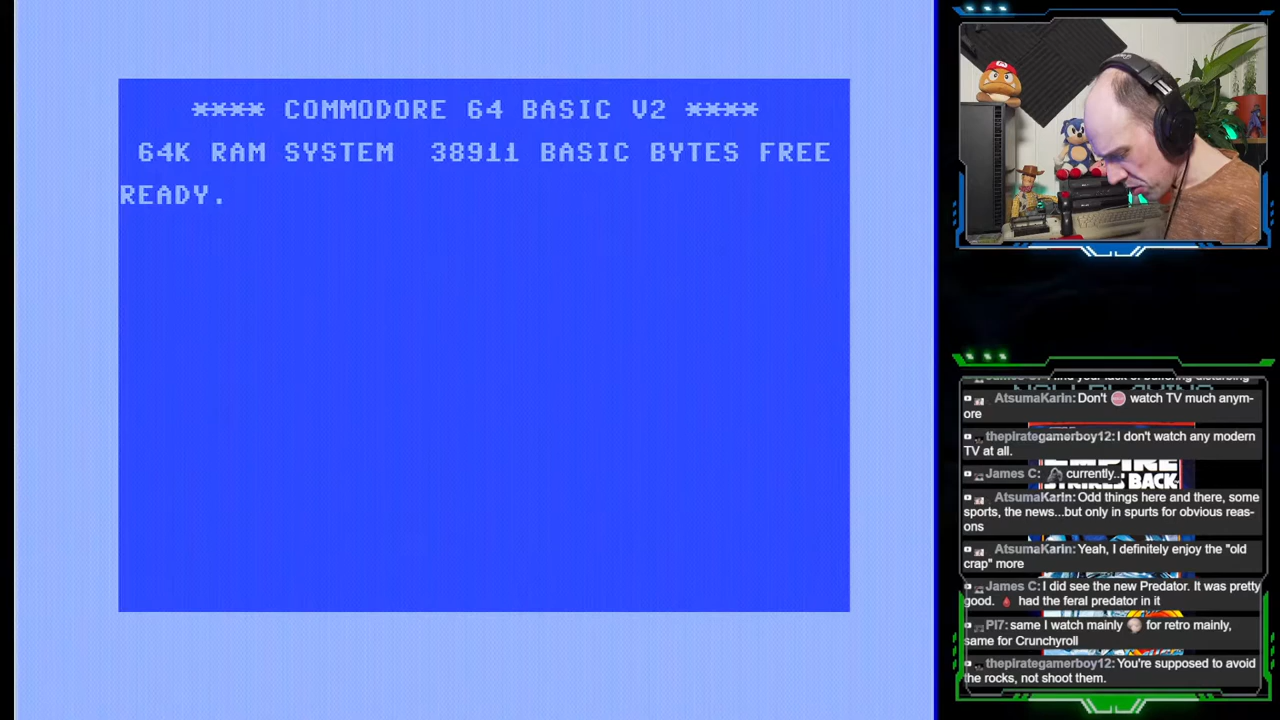 **** COMMODORE 64 BASIC V2 ****
64K RAM SYSTEM  38911 BASIC BYTES FREE
READY.
AtsumaKarin: Don't watch TV much anym-
ore
thepirategamerboy12: I don't watch any modern
TV at all.
James C: currently..
EMPIRE
STRIKES BACK
AtsumaKarin: Odd things here and there, some
sports, the news...but only in spurts for obvious reas-
ons
AtsumaKarin: Yeah, I definitely enjoy the "old
crap" more
James C: I did see the new Predator. It was pretty
good. had the feral predator in it
Pl7: same I watch mainly for retro mainly,
same for Crunchyroll
thepirategamerboy12: You're supposed to avoid
the rocks, not shoot them.